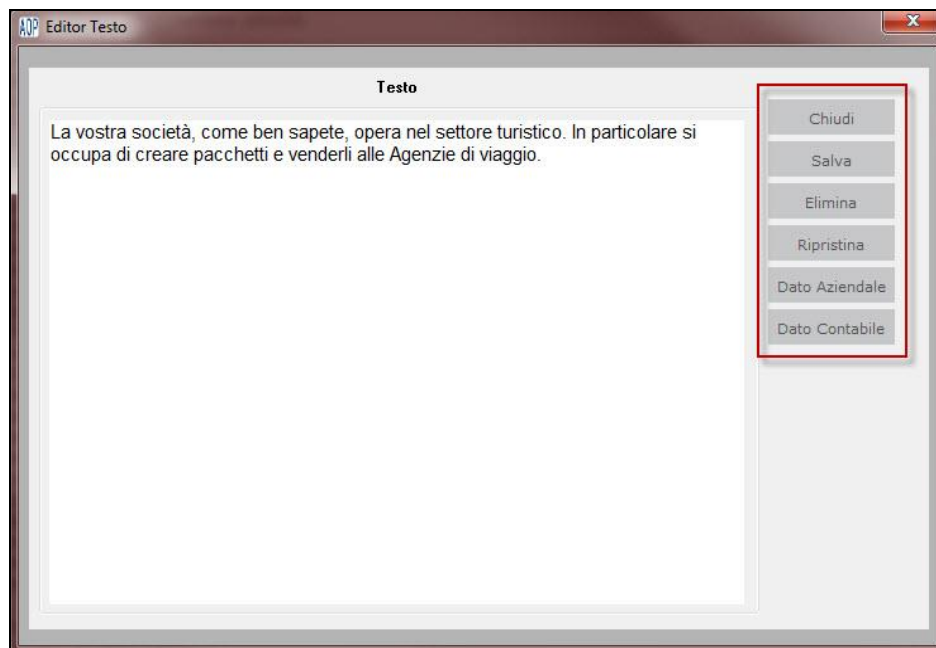 AOP Editor Testo
Testo
La vostra società, come ben sapete, opera nel settore turistico. In particolare si
occupa di creare pacchetti e venderli alle Agenzie di viaggio.
Chiudi
Salva
Elimina
Ripristina
Dato Aziendale
Dato Contabile